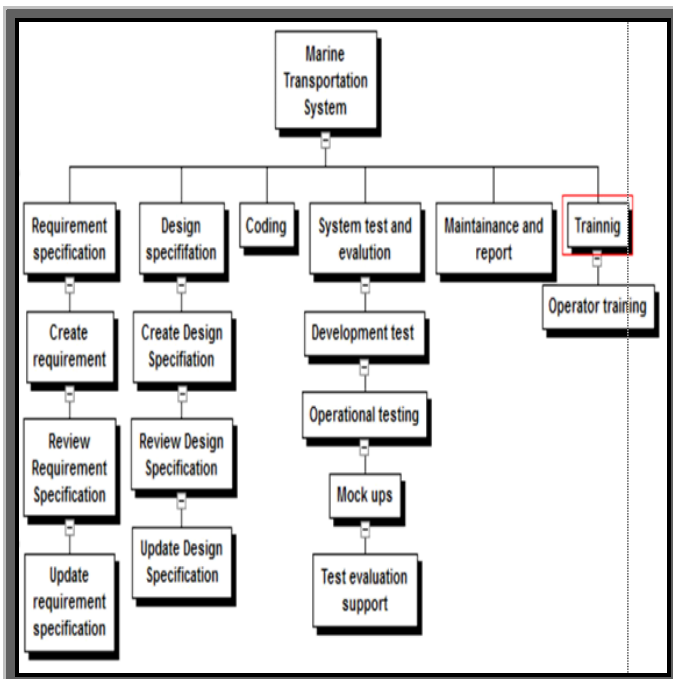 Marine
Transportation
System
Requirement
specification
Design
specififation
Coding
System test and
evalution
Maintainance and
report
Trainnig
Create
requirement
Create Design
Specifiation
Development test
Operator training
Review
Requirement
Specification
Review Design
Specification
Operational testing
Mock ups
Update
requirement
specification
Update Design
Specification
Test evaluation
support